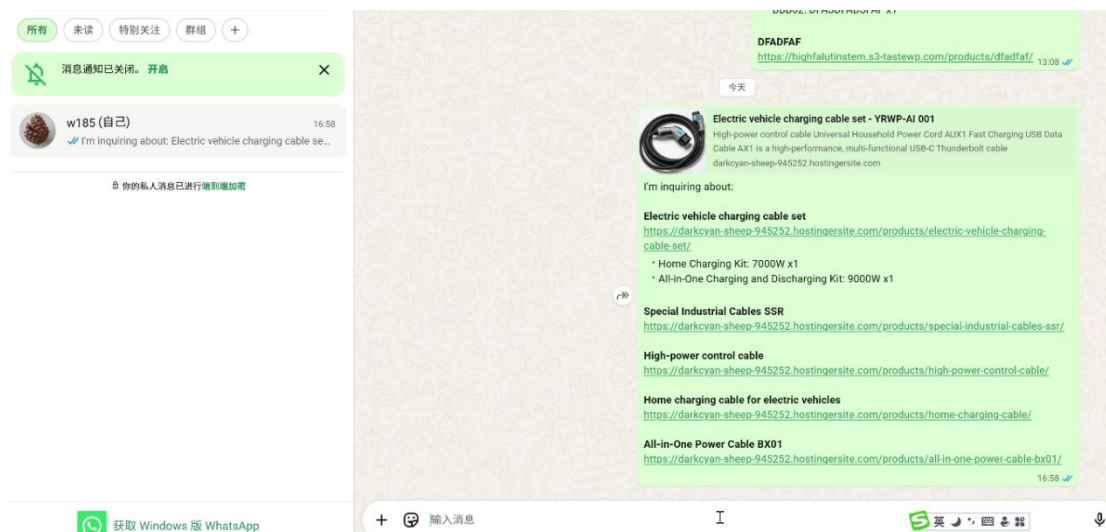 所有
未读
特别关注
群组
消息通知已关闭。 开启
w185 (自己)
16:58
I'm inquiring about: Electric vehicle charging cable se...
你的私人消息已进行端到端加密
获取 Windows 版 WhatsApp
DFADFAF
https://highfalutinstem.s3-tastewp.com/products/dfadfaf/
13:08
今天
Electric vehicle charging cable set - YRWP-AI 001
High-power control cable Universal Household Power Cord AUX1 Fast Charging USB Data
Cable AX1 is a high-performance, multi-functional USB-C Thunderbolt cable
darkcyan-sheep-945252.hostingersite.com
I'm inquiring about:
Electric vehicle charging cable set
https://darkcyan-sheep-945252.hostingersite.com/products/electric-vehicle-charging-
cable-set/
・Home Charging Kit: 7000W x1
・All-in-One Charging and Discharging Kit: 9000W x1
Special Industrial Cables SSR
https://darkcyan-sheep-945252.hostingersite.com/products/special-industrial-cables-ssr/
High-power control cable
https://darkcyan-sheep-945252.hostingersite.com/products/high-power-control-cable/
Home charging cable for electric vehicles
https://darkcyan-sheep-945252.hostingersite.com/products/home-charging-cable/
All-in-One Power Cable BX01
https://darkcyan-sheep-945252.hostingersite.com/products/all-in-one-power-cable-bx01/
16:58
输入消息
英